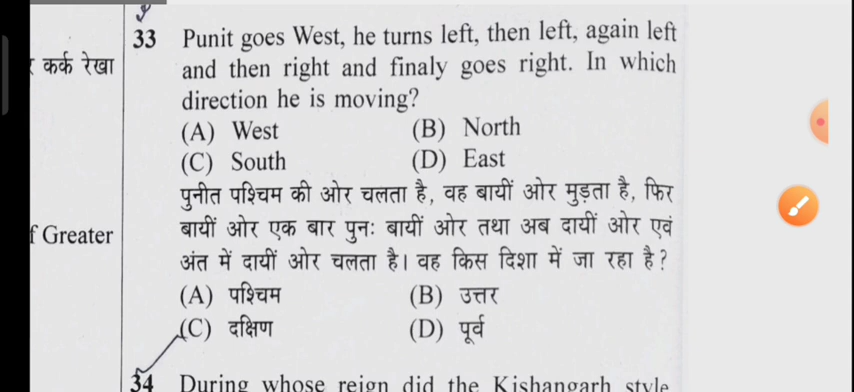 र कर्क रेखा
f Greater
33 Punit goes West, he turns left, then left, again left
and then right and finaly goes right. In which
direction he is moving?
(A) West (B) North
(C) South (D) East
पुनीत पश्चिम की ओर चलता है, वह बायीं ओर मुड़ता है, फिर
बायीं ओर एक बार पुनः बायीं ओर तथा अब दायीं ओर एवं
अंत में दायीं ओर चलता है। वह किस दिशा में जा रहा है?
(A) पश्चिम (B) उत्तर
(C) दक्षिण (D) पूर्व
34 During whose reign did the Kishangarh style